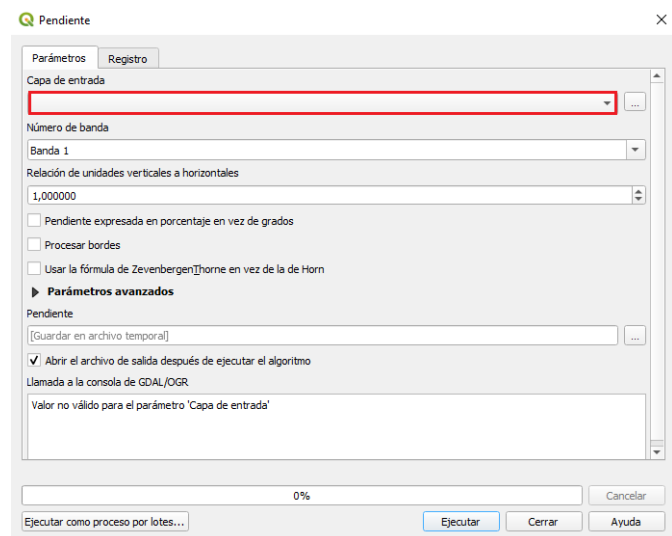 Pendiente
Parámetros
Registro
Capa de entrada
...
Número de banda
Banda 1
Relación de unidades verticales a horizontales
1,000000
Pendiente expresada en porcentaje en vez de grados
Procesar bordes
Usar la fórmula de ZevenbergenThorne en vez de la de Horn
Parámetros avanzados
Pendiente
[Guardar en archivo temporal]
...
Abrir el archivo de salida después de ejecutar el algoritmo
Llamada a la consola de GDAL/OGR
Valor no válido para el parámetro 'Capa de entrada'
0%
Cancelar
Ejecutar como proceso por lotes...
Ejecutar
Cerrar
Ayuda